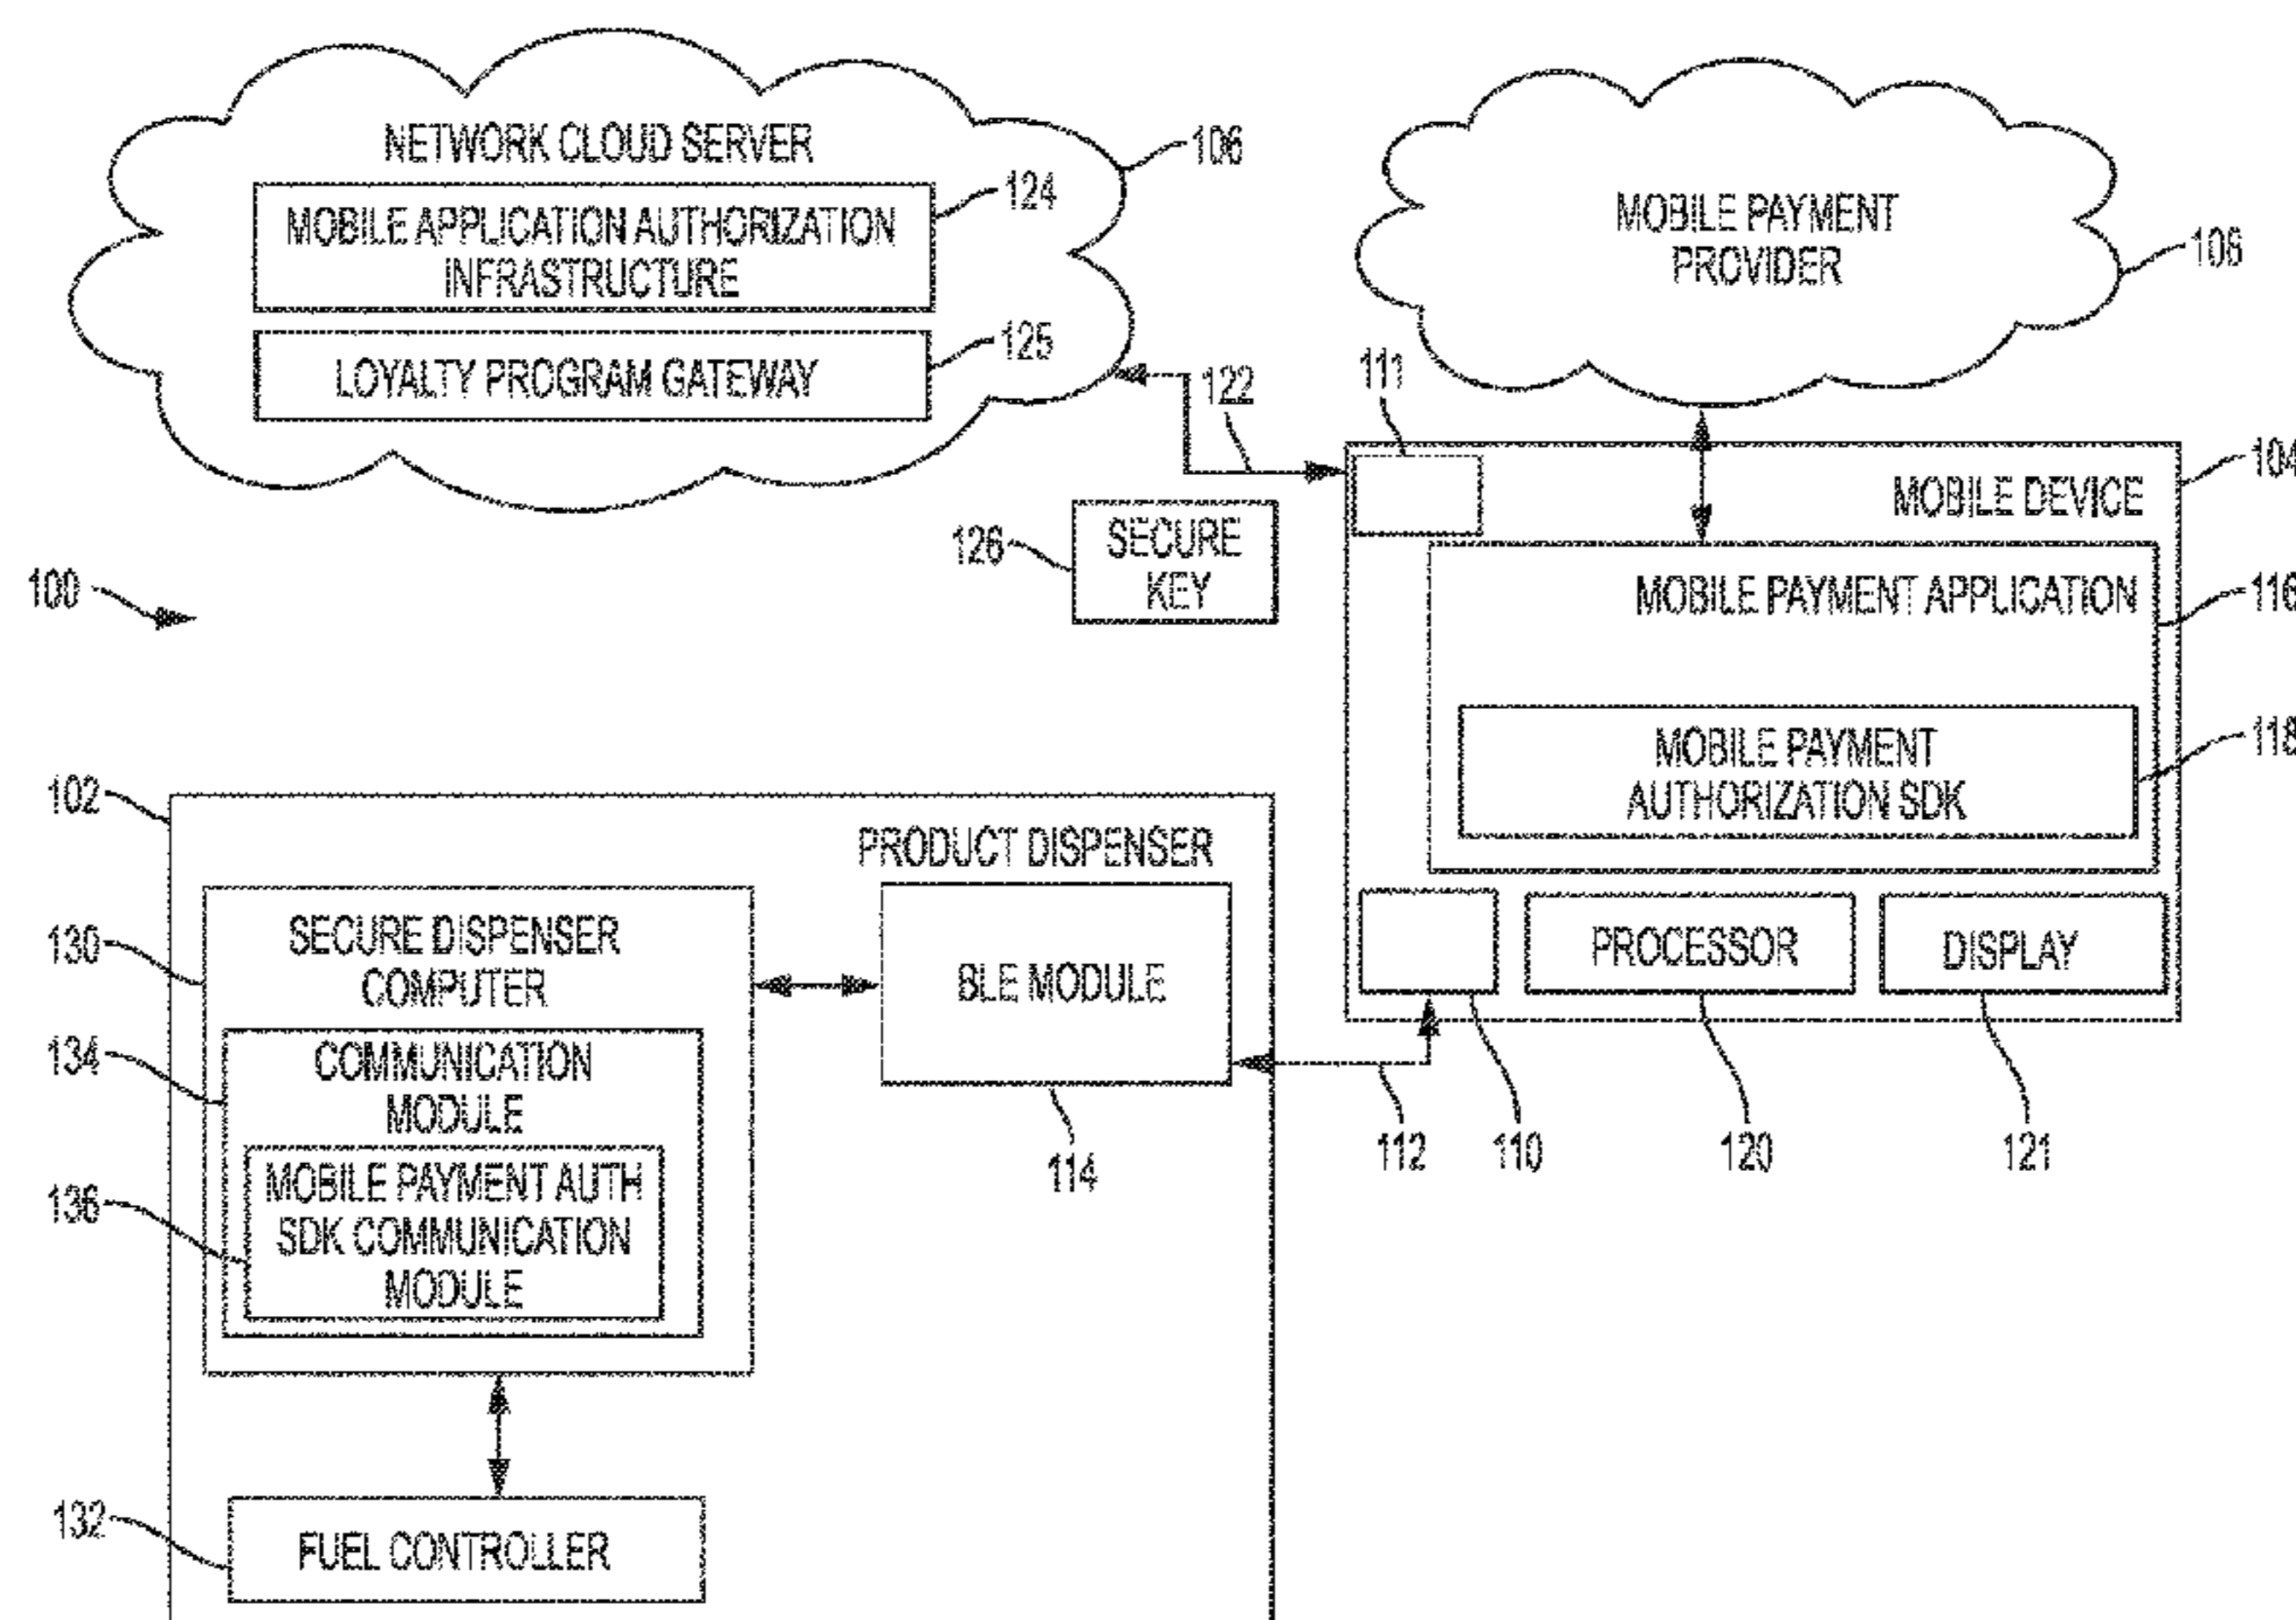 NETWORK CLOUD SERVER
106
124
MOBILE APPLICATION AUTHORIZATION
INFRASTRUCTURE
125
LOYALTY PROGRAM GATEWAY
MOBILE PAYMENT
PROVIDER
108
111
122
104
MOBILE DEVICE
126
SECURE
KEY
100
MOBILE PAYMENT APPLICATION
116
MOBILE PAYMENT
AUTHORIZATION SDK
118
102
PRODUCT DISPENSER
130
SECURE DISPENSER
COMPUTER
BLE MODULE
PROCESSOR
DISPLAY
134
COMMUNICATION
MODULE
114
112
110
120
121
136
MOBILE PAYMENT AUTH
SDK COMMUNICATION
MODULE
132
FUEL CONTROLLER